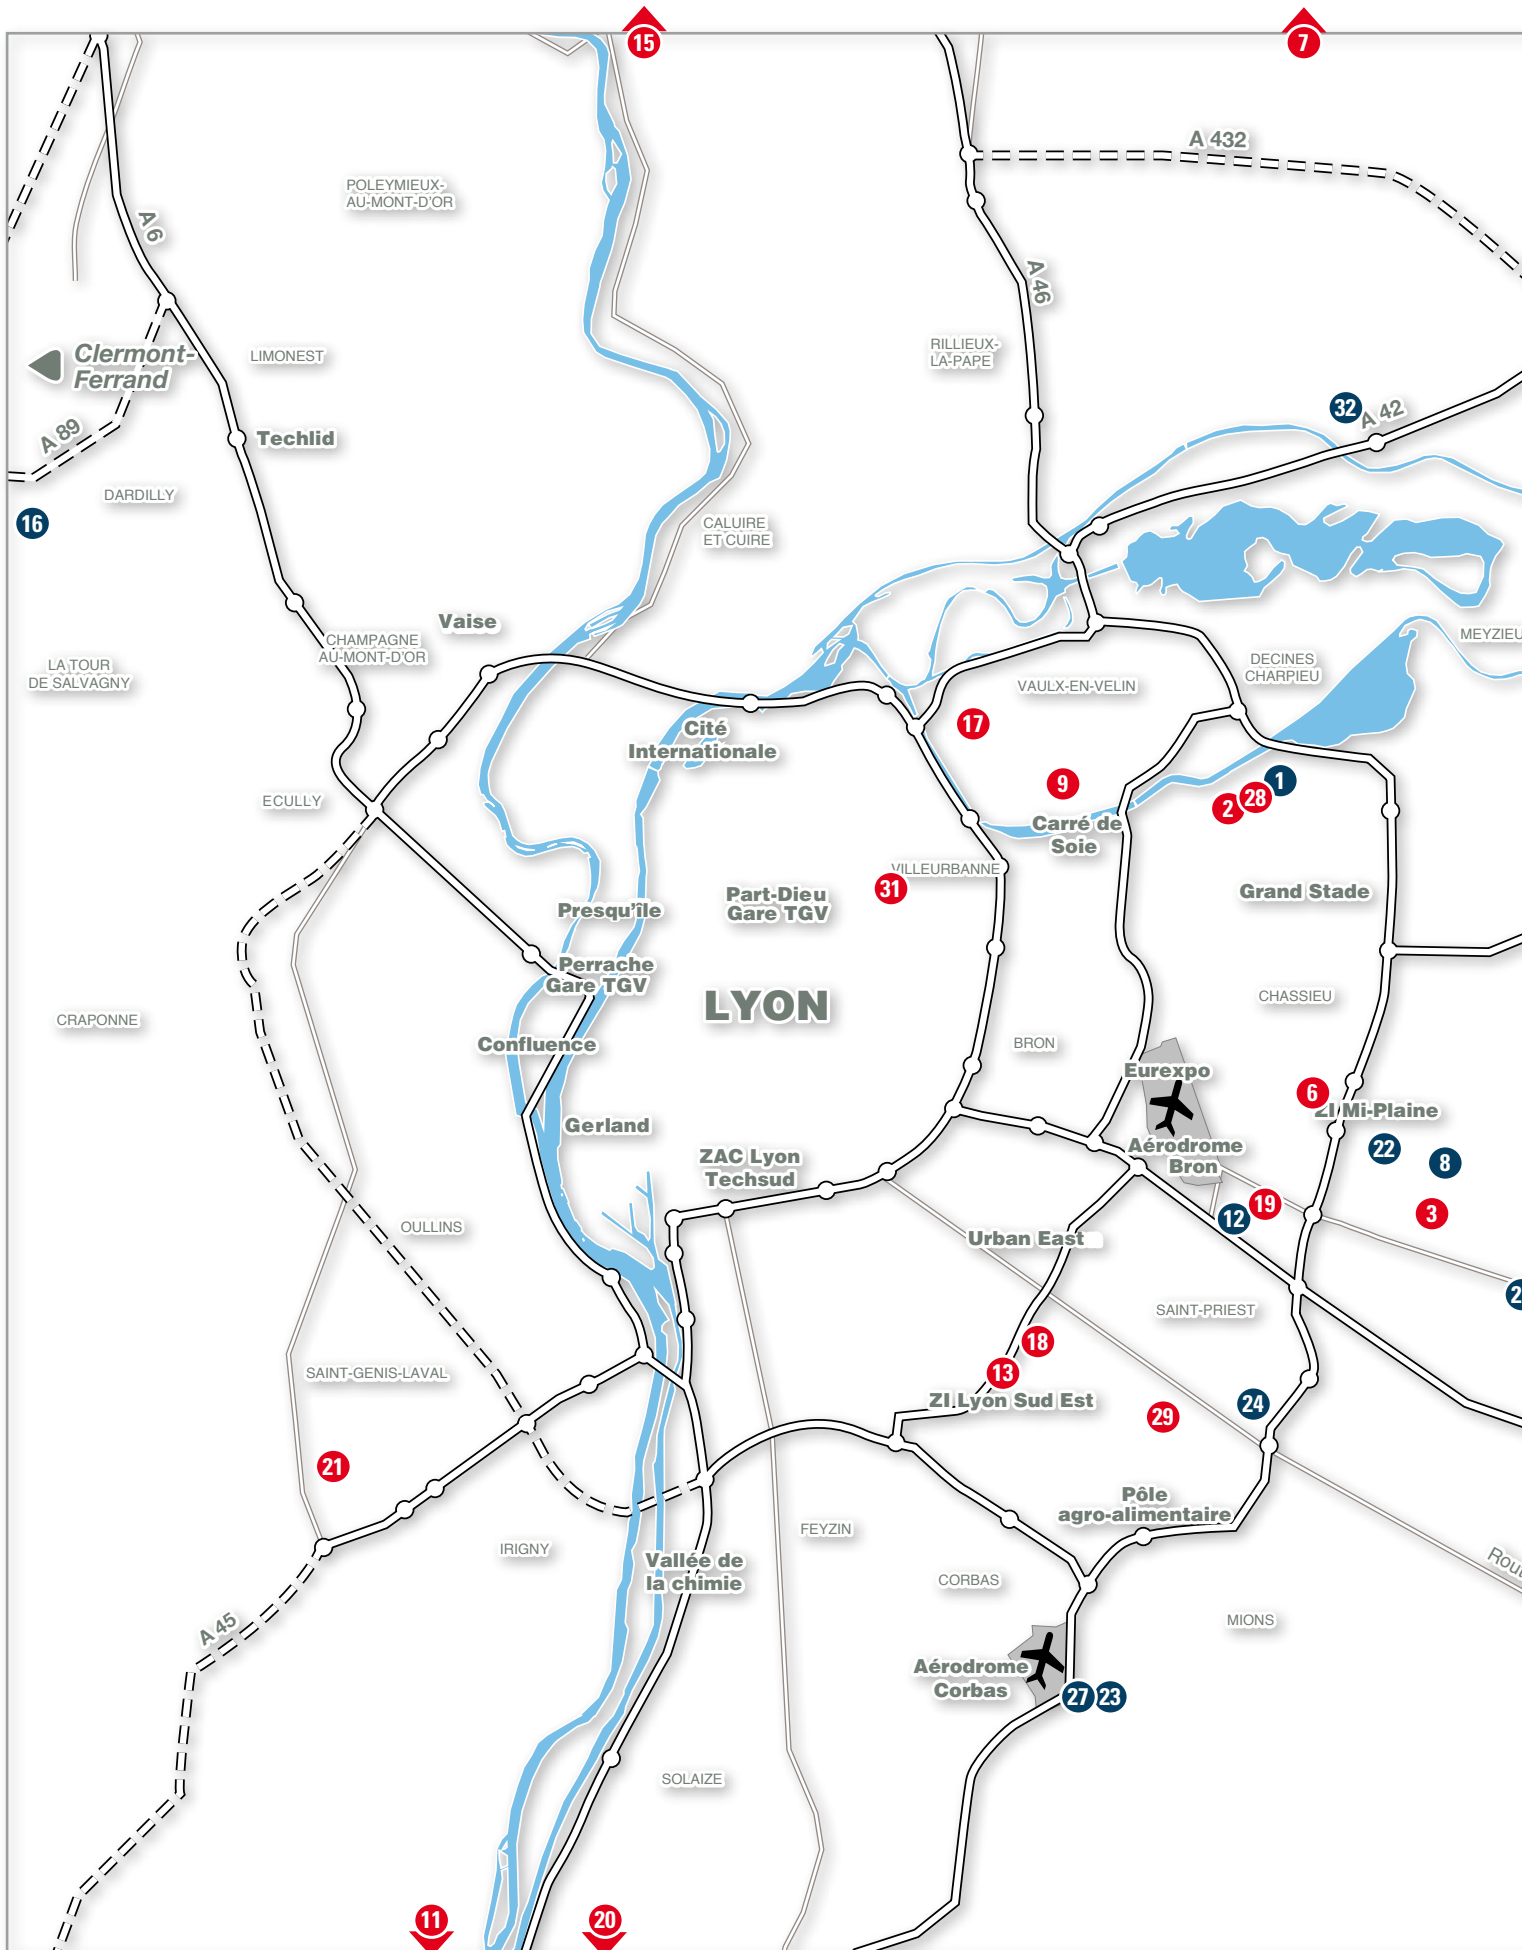 15
7
A 432
POLEYMIEUX-
AU-MONT-D'OR
A 6
A 46
RILLIEUX-
LA-PAPE
Clermont-
Ferrand
LIMONEST
32
A 42
A 89
Techlid
DARDILLY
16
CALUIRE
ET CUIRE
Vaise
CHAMPAGNE
AU-MONT-D'OR
MEYZIEU
LA TOUR
DE SALVAGNY
DECINES
CHARPIEU
VAULX-EN-VELIN
17
Cité
Internationale
9
1
28
2
ECULLY
Carré de
Soie
VILLEURBANNE
31
Part-Dieu
Gare TGV
Grand Stade
Presqu'île
Perrache
Gare TGV
LYON
CHASSIEU
CRAPONNE
Confluence
BRON
Eurexpo
6
ZI Mi-Plaine
Gerland
Aérodrome
Bron
22
8
ZAC Lyon
Techsud
19
12
3
OULLINS
Urban East
2
SAINT-PRIEST
18
13
SAINT-GENIS-LAVAL
ZI Lyon Sud Est
24
29
21
Pôle
agro-alimentaire
FEYZIN
IRIGNY
Vallée de
la chimie
Rout
CORBAS
MIONS
A 45
Aérodrome
Corbas
27
23
SOLAIZE
11
20